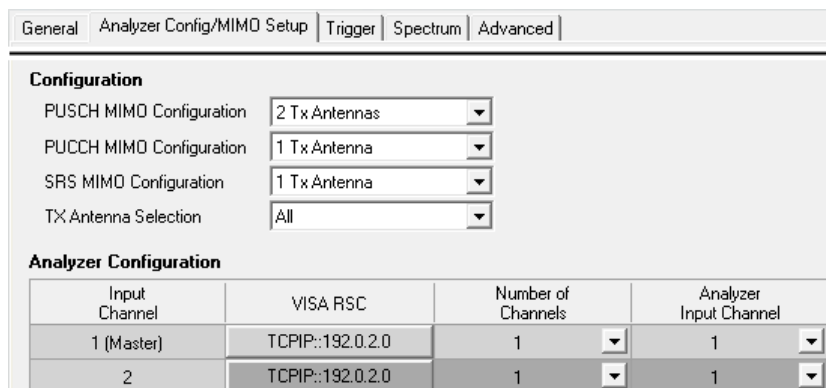 General Analyzer Config/MIMO Setup Trigger Spectrum Advanced
Configuration
PUSCH MIMO Configuration 2 Tx Antennas
PUCCH MIMO Configuration 1 Tx Antenna
SRS MIMO Configuration 1 Tx Antenna
TX Antenna Selection All
Analyzer Configuration
Input Channel VISA RSC Number of Channels Analyzer Input Channel
1 (Master) TCPIP::192.0.2.0 1 1
2 TCPIP::192.0.2.0 1 1